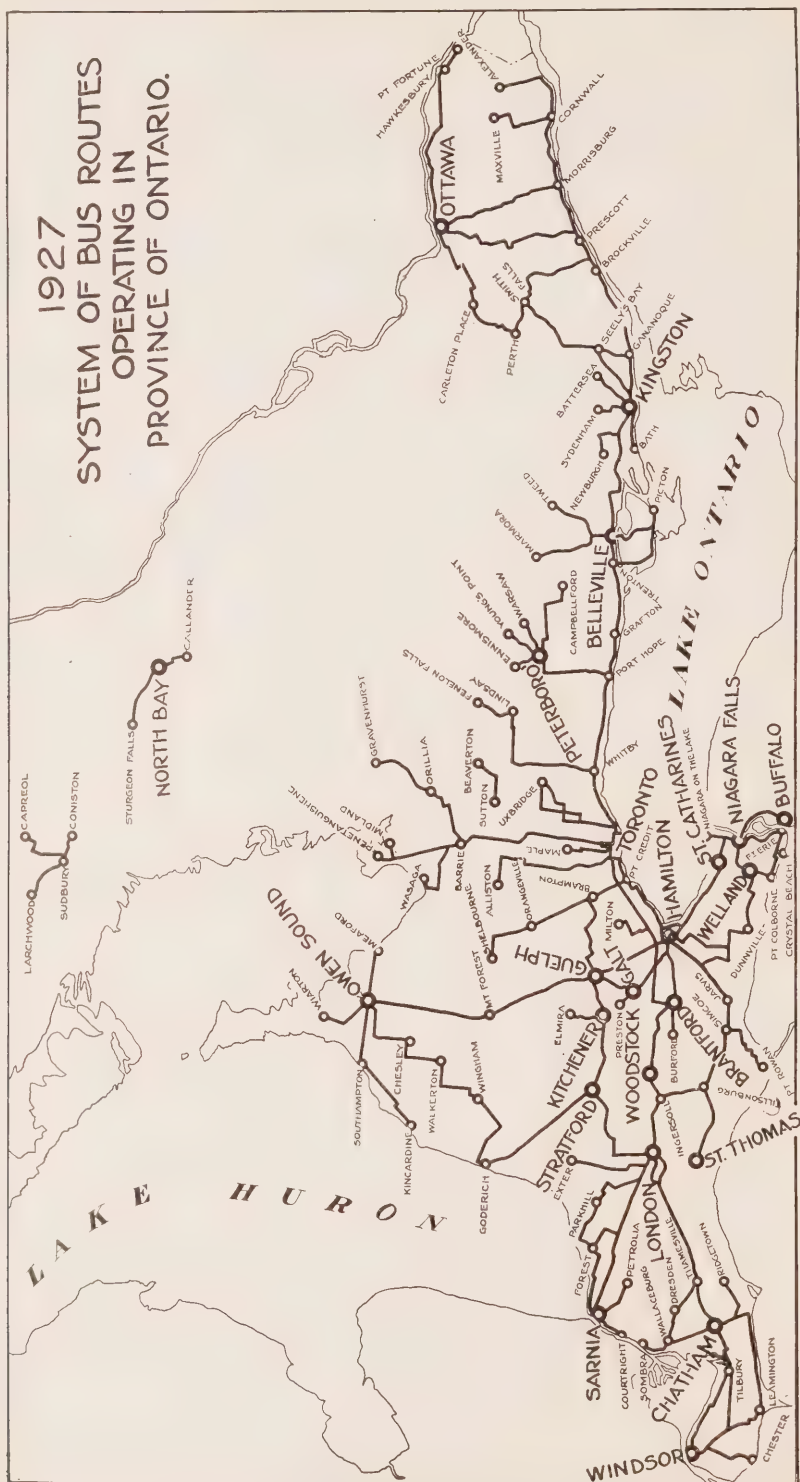 1927
SYSTEM OF BUS ROUTES
OPERATING IN
PROVINCE OF ONTARIO.
PT FORTUNE
HAWKESBURY
ALEXANDER
MAXVILLE
CORNWALL
OTTAWA
MORRISBURG
PRESCOTT
BROCKVILLE
SMITH
FALLS
CARLETON PLACE
PERTH
SEELYS BAY
GANANOQUE
BATTERSEA
KINGSTON
SYDENHAM
BATH
NEWBURGH
TWEED
PICTON
MARMORA
BELLEVILLE
TRENTON
CAMPBELLFORD
WARSAW
YOUNG'S POINT
ENNISMORE
GRAFTON
PORT HOPE
PETERBORO
LINDSAY
FENELON FALLS
LAKE ONTARIO
CALLANDER
NORTH BAY
STURGEON FALLS
GRAVENHURST
ORILLIA
BEAVERTON
SUTTON
UXBRIDGE
WHITBY
TORONTO
MIDLAND
PENETANGUISHENE
BARRIE
MAPLE
PT CREDIT
WASAGA
ALLISTON
ORANGEVILLE
BRAMPTON
SHELBOURNE
MILTON
HAMILTON
ST. CATHARINES
NIAGARA ON THE LAKE
NIAGARA FALLS
BUFFALO
FT ERIE
WELLAND
PT COLBORNE
CRYSTAL BEACH
DUNNVILLE
CAPREOL
CONISTON
SUDBURY
LARCHWOOD
MEAFORD
OWEN SOUND
WIARTON
MT FOREST
GUELPH
GALT
PRESTON
ELMIRA
KITCHENER
JARVIS
SIMCOE
BRANTFORD
BURFORD
PT ROWAN
WOODSTOCK
TILLSONBURG
INGERSOLL
CHESLEY
WALKERTON
WINGHAM
SOUTHAMPTON
KINCARDINE
GODERICH
STRATFORD
EXETER
ST. THOMAS
LONDON
PARKHILL
FOREST
PETROLIA
LAKE HURON
SARNIA
COURTRIGHT
SOMBRA
WALLACEBURG
DRESDEN
THAMESVILLE
RIDGETOWN
CHATHAM
TILBURY
LEAMINGTON
CHESTER
WINDSOR